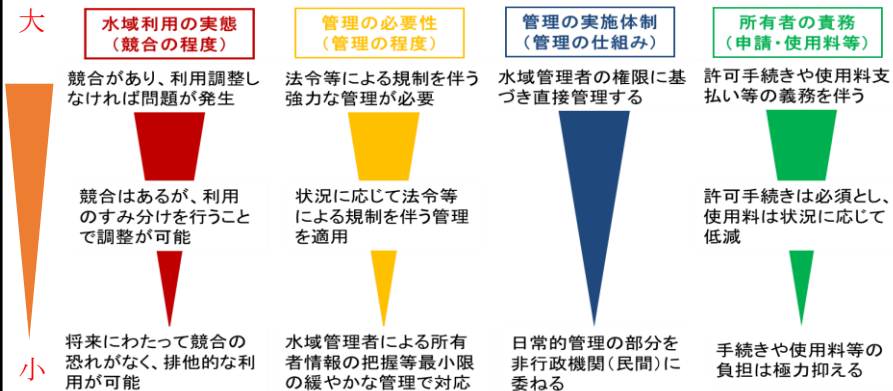 大
水域利用の実態
(競合の程度)
競合があり、利用調整し
なければ問題が発生
競合はあるが、利用
のすみ分けを行うこと
で調整が可能
将来にわたって競合の
恐れがなく、排他的な利
用が可能
小
管理の必要性
(管理の程度)
法令等による規制を伴う
強力な管理が必要
状況に応じて法令等
による規制を伴う管理
を適用
水域管理者による所有
者情報の把握等最小限
の緩やかな管理で対応
管理の実施体制
(管理の仕組み)
水域管理者の権限に基
づき直接管理する
日常的管理の部分を
非行政機関(民間)に
委ねる
所有者の責務
(申請・使用料等)
許可手続きや使用料支
払い等の義務を伴う
許可手続きは必須とし、
使用料は状況に応じて
低減
手続きや使用料等の
負担は極力抑える